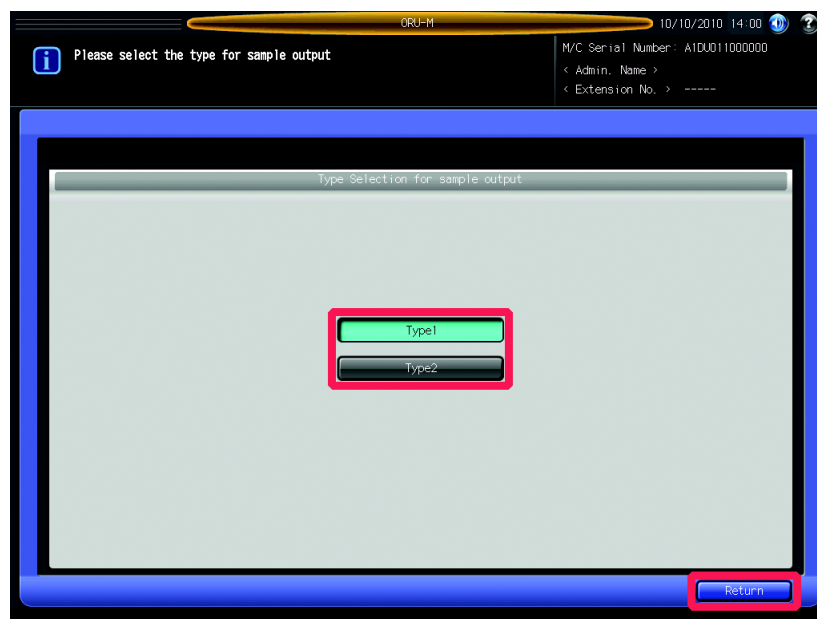 ORU-M
10/10/2010 14:00
Please select the type for sample output
M/C Serial Number: A1DU011000000
< Admin. Name >
< Extension No. > -----
Type Selection for sample output
Type1
Type2
Return